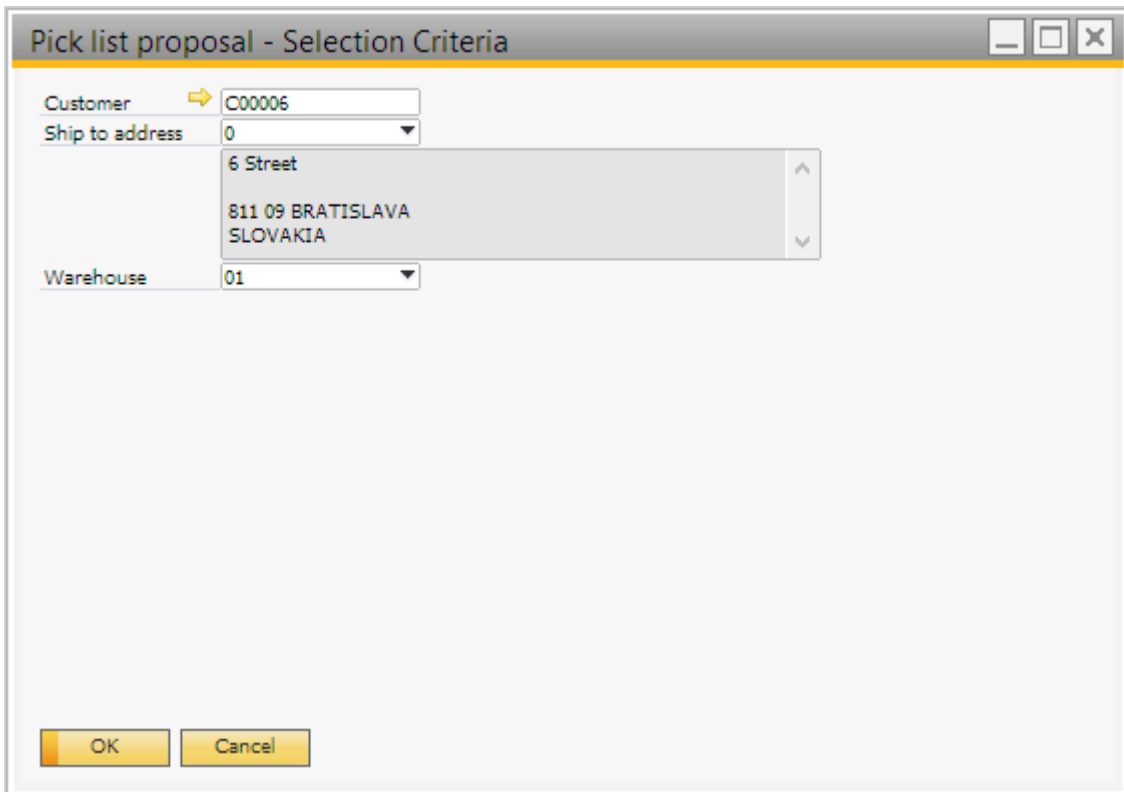 Pick list proposal - Selection Criteria
Customer C00006
Ship to address 0
6 Street
811 09 BRATISLAVA
SLOVAKIA
Warehouse 01
OK Cancel